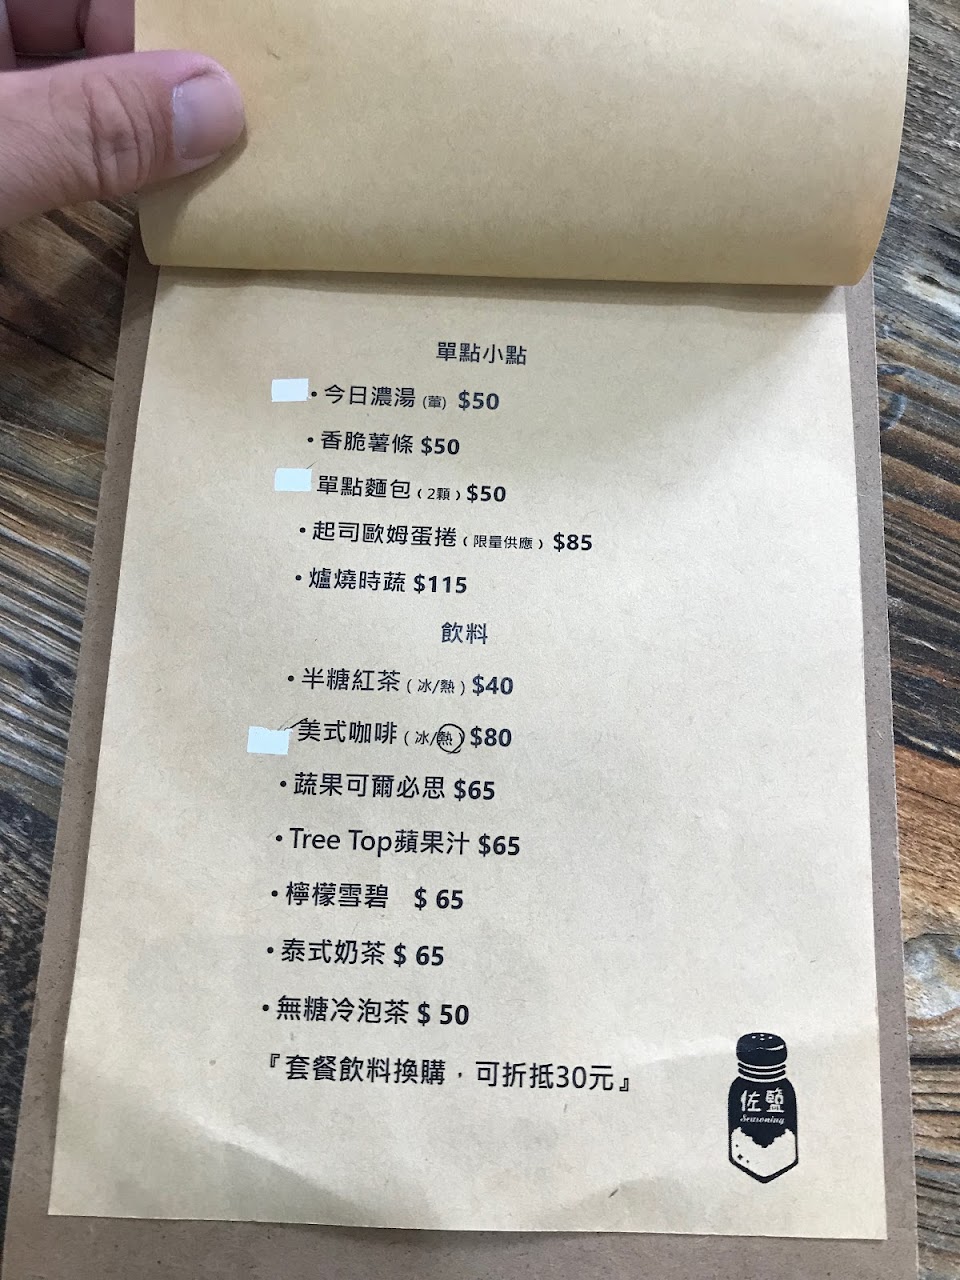 單點小點
•今日濃湯(葷) $50
•香脆薯條 $50
單點麵包(2顆)$50
•起司歐姆蛋捲(限量供應) $85
•爐燒時蔬 $115
飲料
•半糖紅茶(冰/熱)$40
美式咖啡(冰/熱)$80
•蔬果可爾必思 $65
•Tree Top蘋果汁 $65
•檸檬雪碧 $ 65
•泰式奶茶 $ 65
•無糖冷泡茶 $ 50
『套餐飲料換購，可折抵30元』
佐鹽
Seasoning